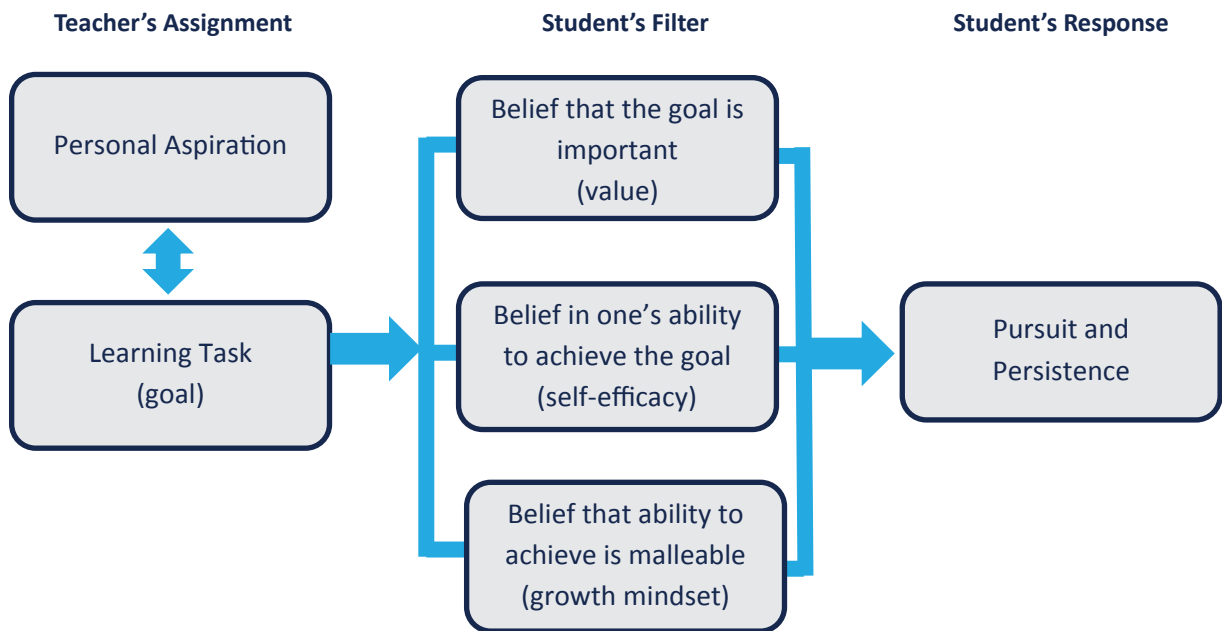 Teacher’s Assignment
Student’s Filter
Student’s Response
Personal Aspiration
Learning Task
(goal)
Belief that the goal is
important
(value)
Belief in one’s ability
to achieve the goal
(self-efficacy)
Belief that ability to
achieve is malleable
(growth mindset)
Pursuit and
Persistence